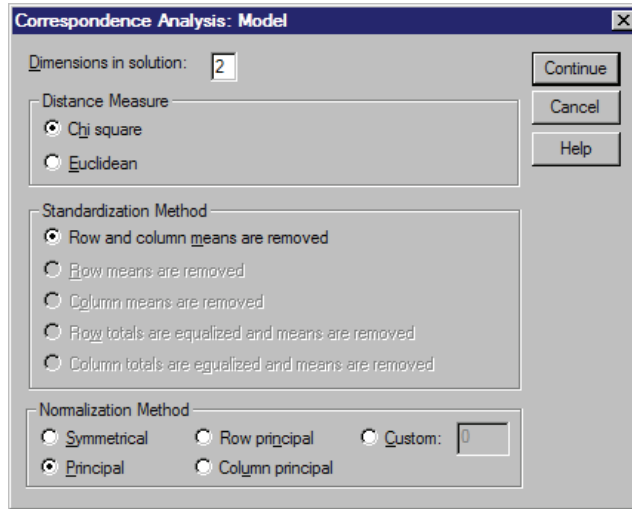 Correspondence Analysis: Model
Dimensions in solution: 2
Continue
Cancel
Help
Distance Measure
Chi square
Euclidean
Standardization Method
Row and column means are removed
Row means are removed
Column means are removed
Row totals are equalized and means are removed
Column totals are equalized and means are removed
Normalization Method
Symmetrical Row principal Custom: 0
Principal Column principal